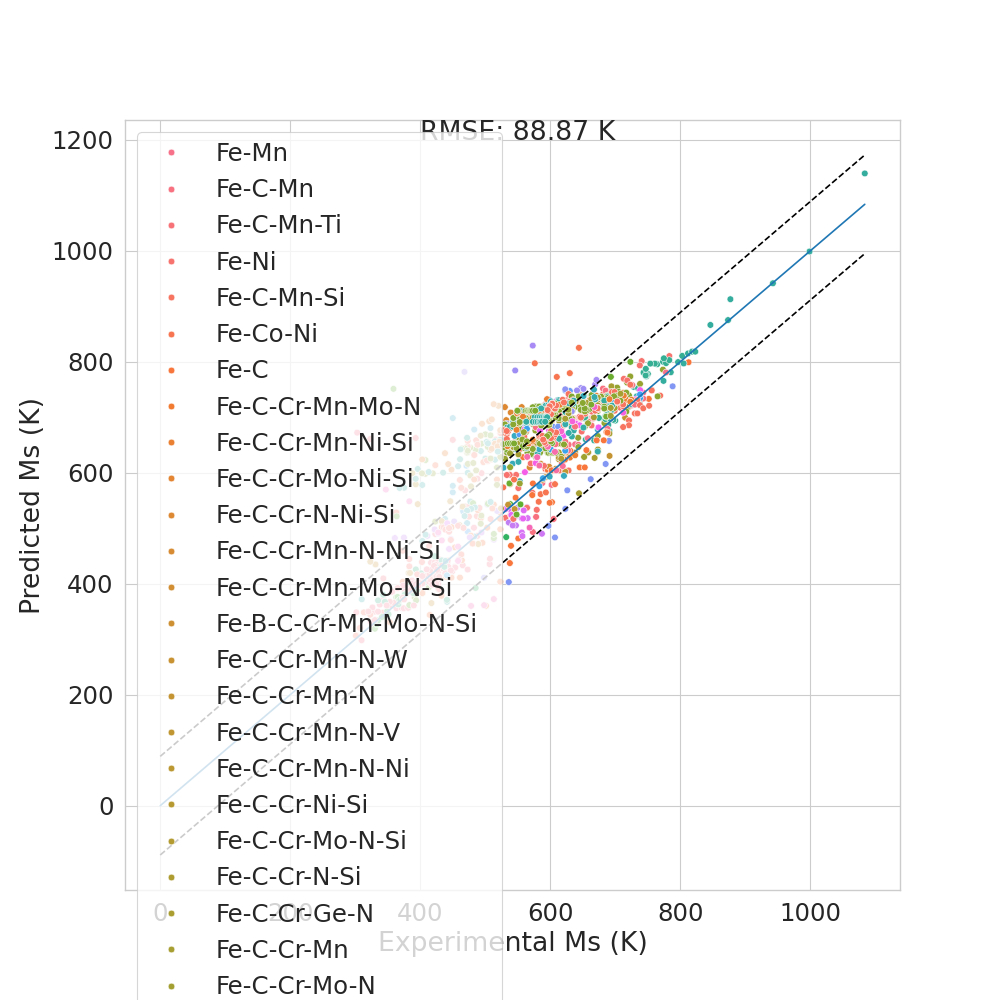 RMSE: 88.87 K
1200
1000
800
600
400
200
0
Predicted Ms (K)
Fe-Mn
Fe-C-Mn
Fe-C-Mn-Ti
Fe-Ni
Fe-C-Mn-Si
Fe-Co-Ni
Fe-C
Fe-C-Cr-Mn-Mo-N
Fe-C-Cr-Mn-Ni-Si
Fe-C-Cr-Mo-Ni-Si
Fe-C-Cr-N-Ni-Si
Fe-C-Cr-Mn-N-Ni-Si
Fe-C-Cr-Mn-Mo-N-Si
Fe-B-C-Cr-Mn-Mo-N-Si
Fe-C-Cr-Mn-N-W
Fe-C-Cr-Mn-N
Fe-C-Cr-Mn-N-V
Fe-C-Cr-Mn-N-Ni
Fe-C-Cr-Ni-Si
Fe-C-Cr-Mo-N-Si
Fe-C-Cr-N-Si
Fe-C-Cr-Ge-N
Fe-C-Cr-Mn
Fe-C-Cr-Mo-N
0 200 400 600 800 1000
Experimental Ms (K)